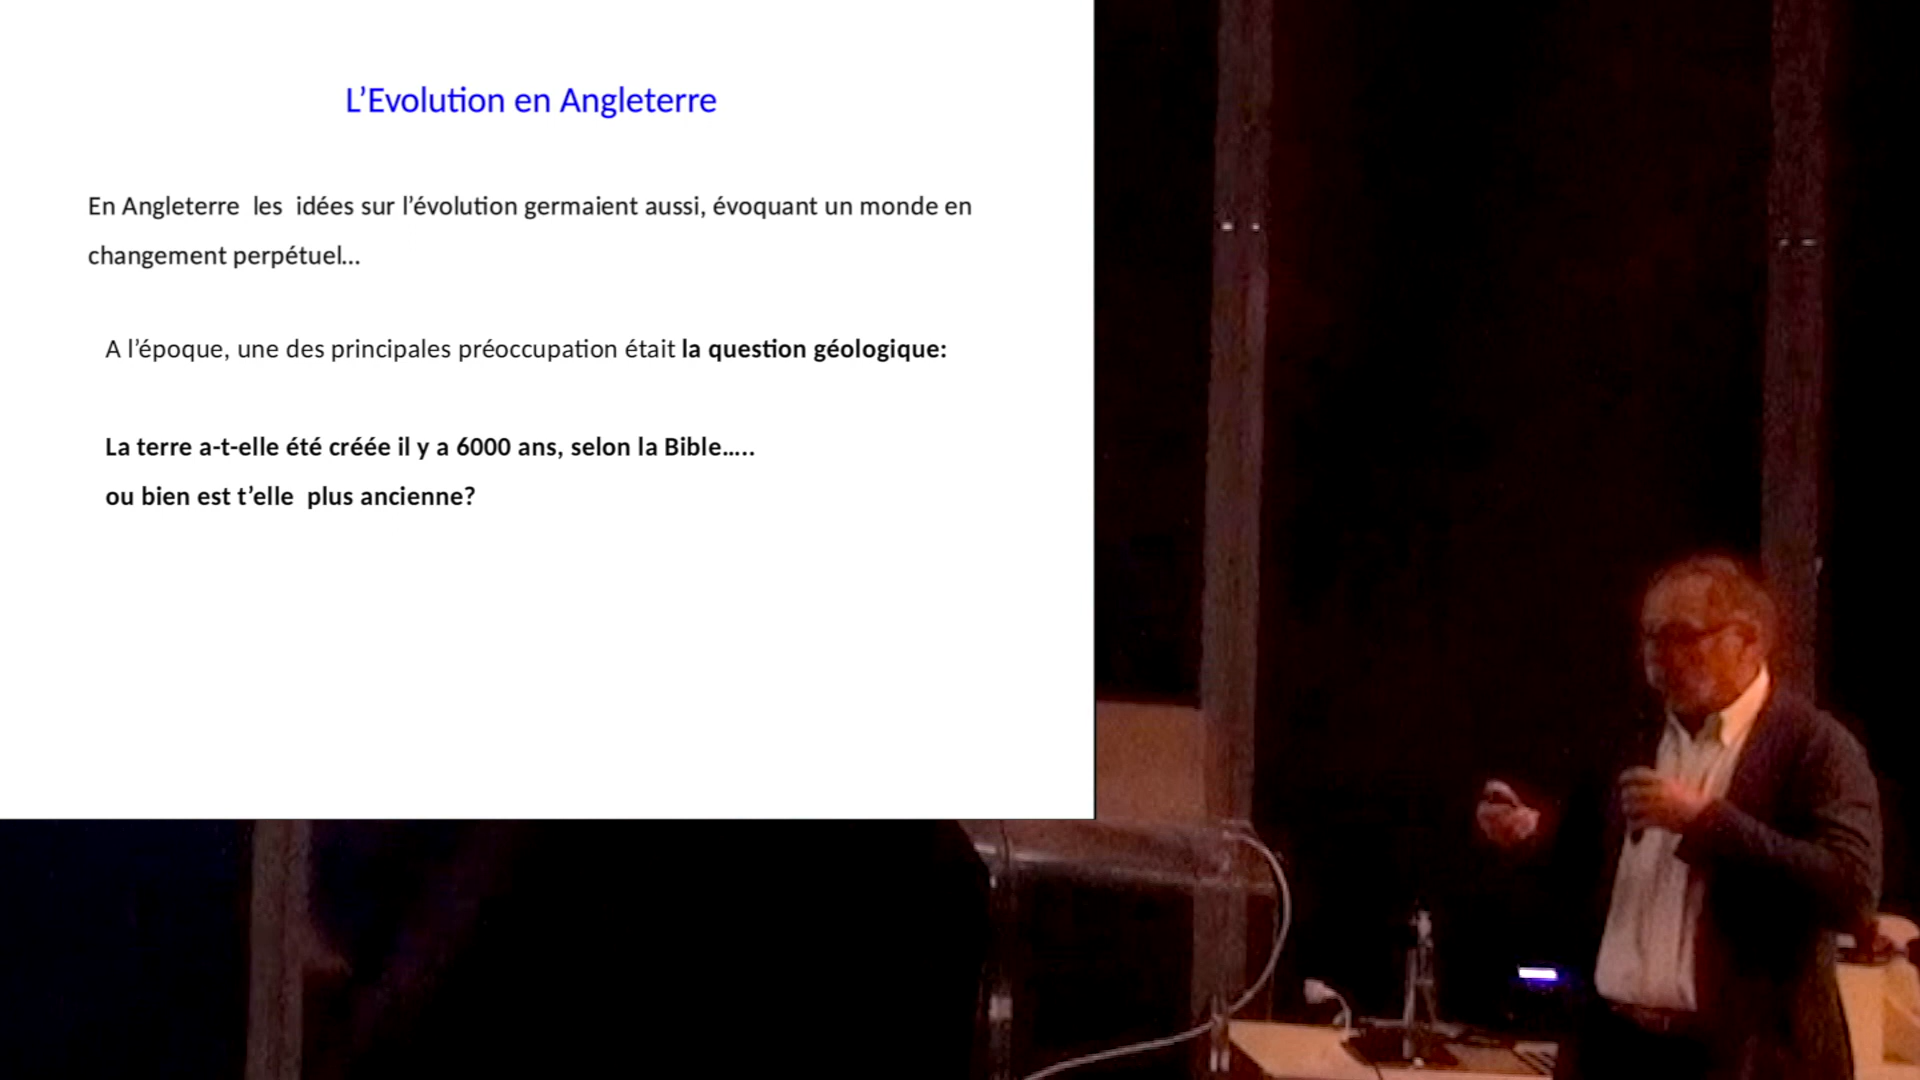 L’Evolution en Angleterre
En Angleterre les idées sur l’évolution germaient aussi, évoquant un monde en
changement perpétuel...
A l’époque, une des principales préoccupation était la question géologique:
La terre a-t-elle été créée il y a 6000 ans, selon la Bible.....
ou bien est t’elle plus ancienne?